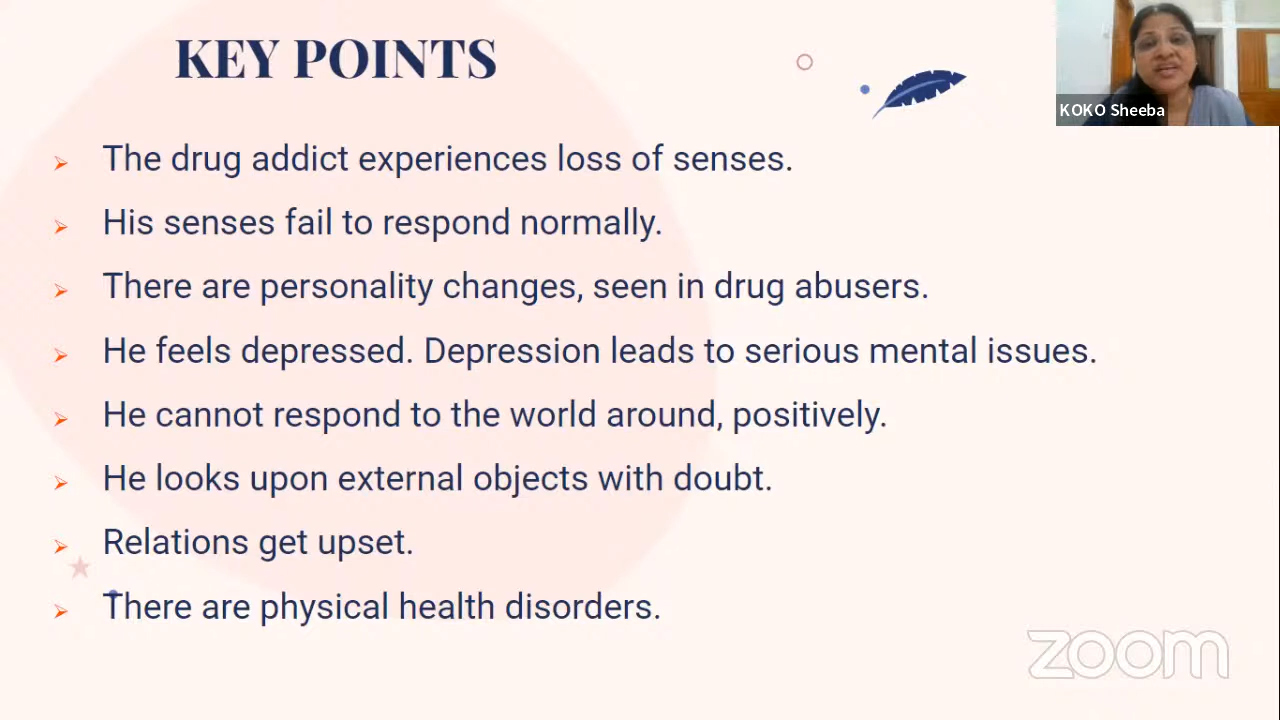 KEY POINTS
KOKO Sheeba
The drug addict experiences loss of senses.
His senses fail to respond normally.
There are personality changes, seen in drug abusers.
He feels depressed. Depression leads to serious mental issues.
He cannot respond to the world around, positively.
He looks upon external objects with doubt.
Relations get upset.
There are physical health disorders.
zoom